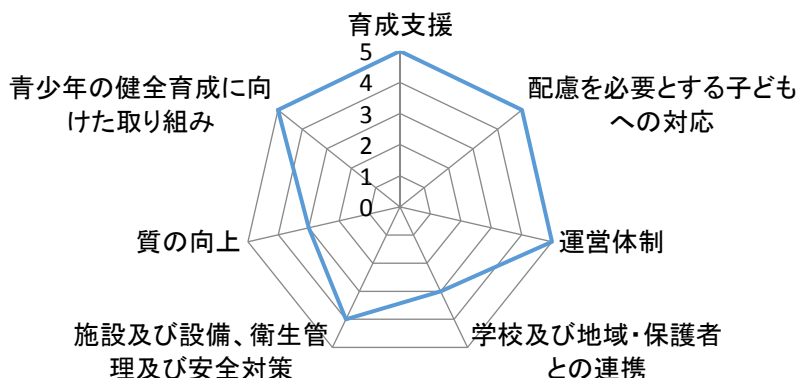 育成支援
5
4
3
2
1
0
配慮を必要とする子ども
への対応
運営体制
学校及び地域・保護者
との連携
施設及び設備、衛生管
理及び安全対策
質の向上
青少年の健全育成に向
けた取り組み